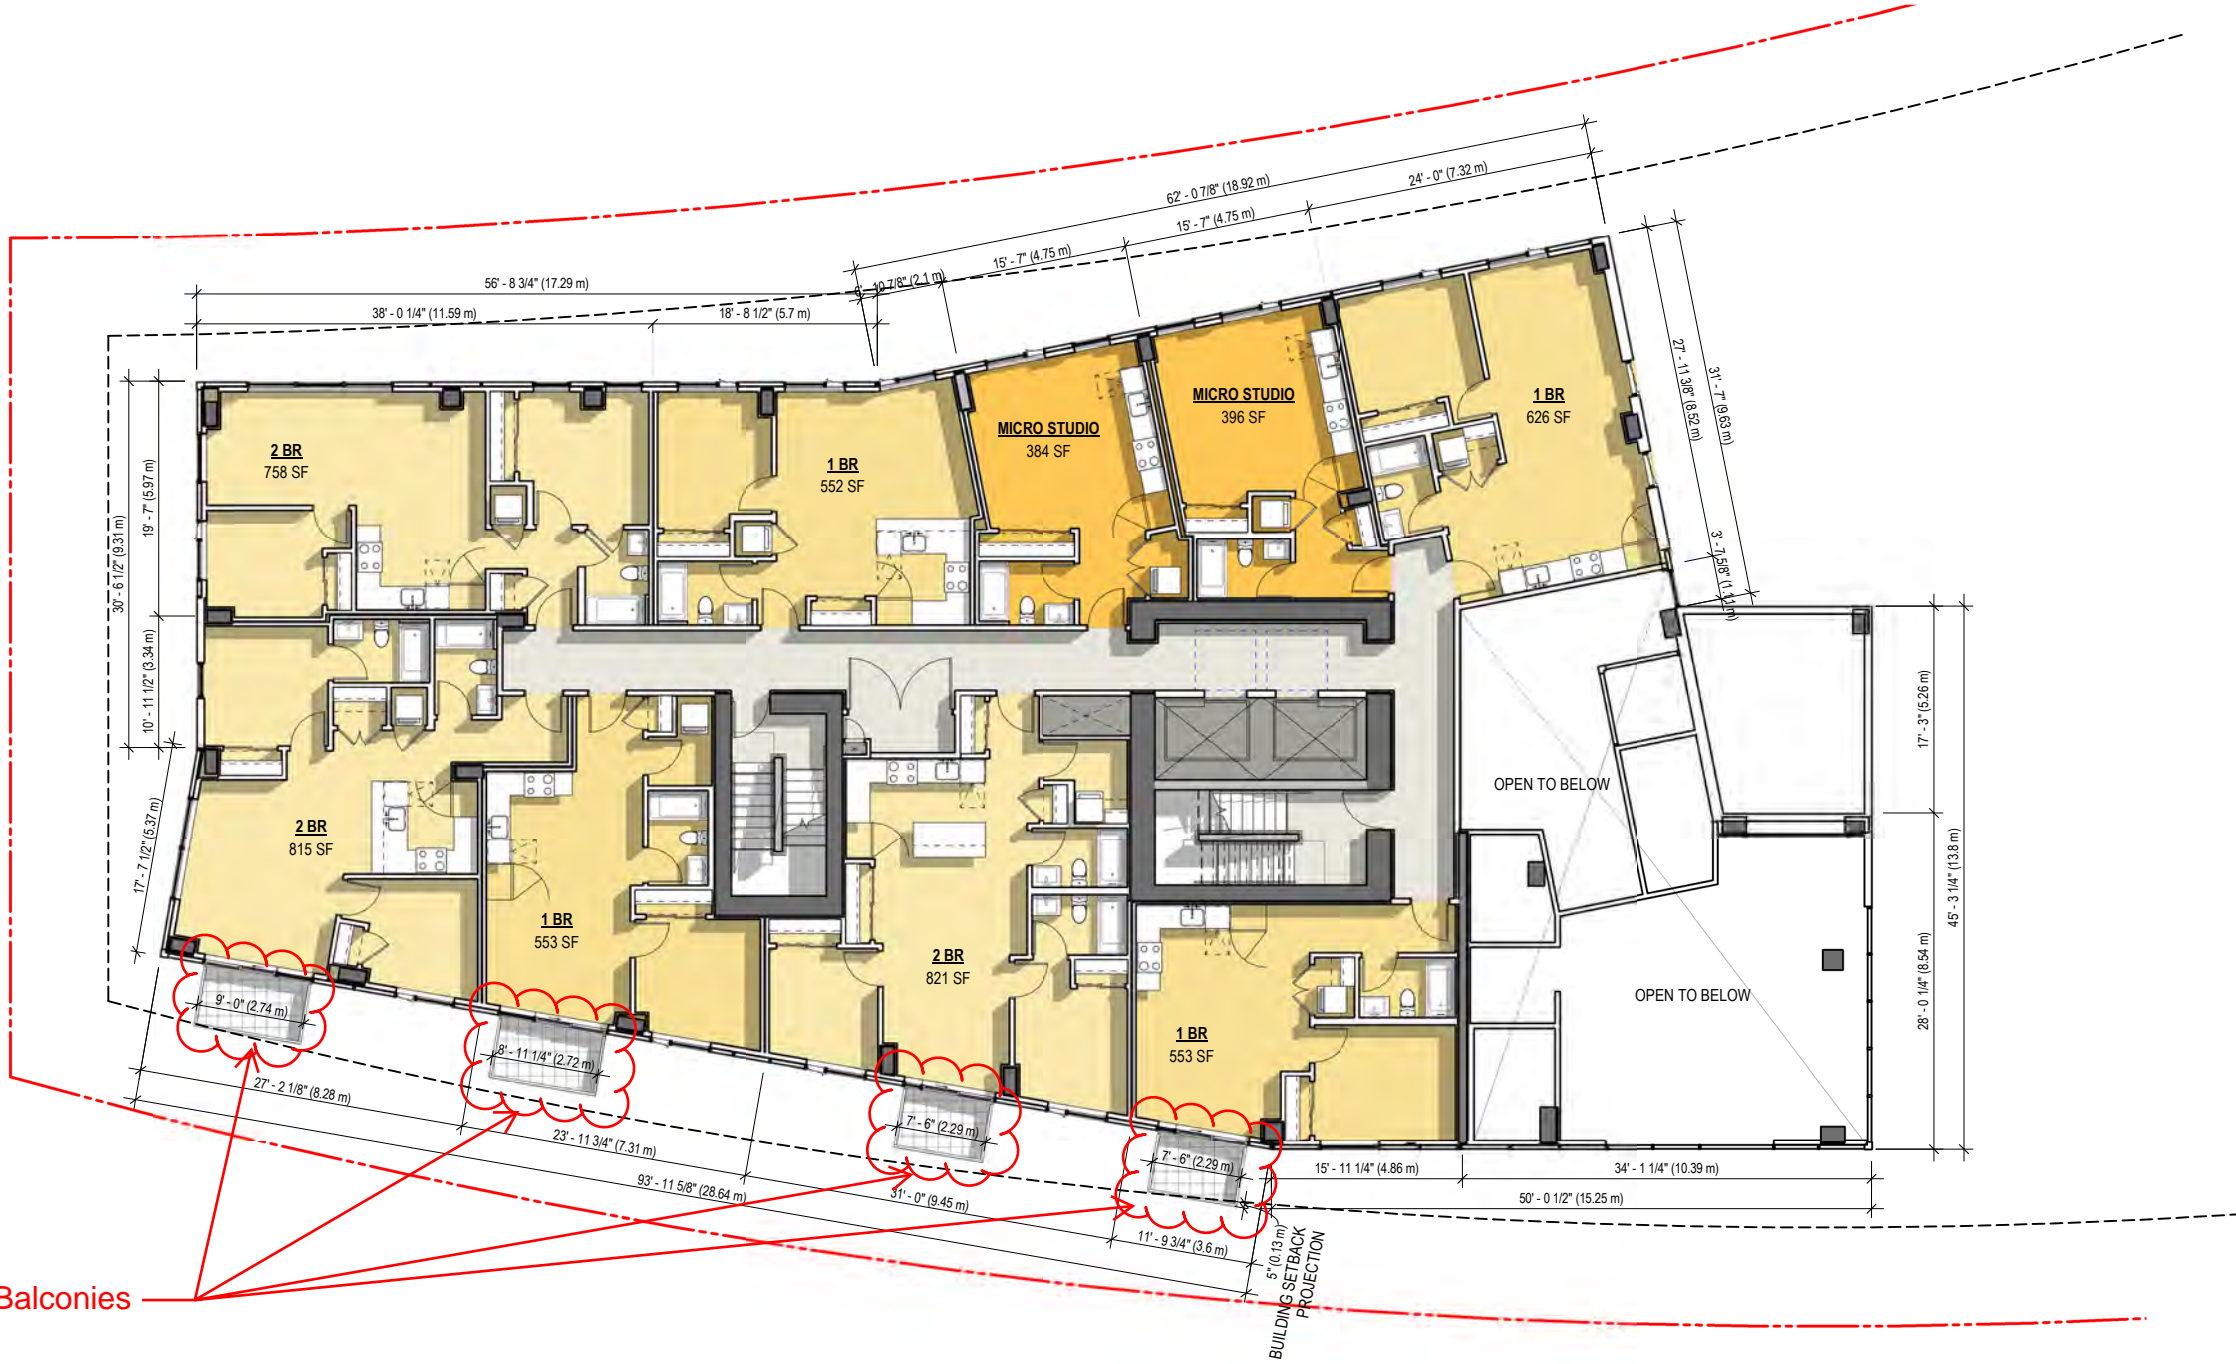 62' - 0 7/8" (18.92 m)
24' - 0" (7.32 m)
15' - 7" (4.75 m)
15' - 7" (4.75 m)
6' - 10 7/8" (2.1 m)
56' - 8 3/4" (17.29 m)
38' - 0 1/4" (11.59 m)
18' - 8 1/2" (5.7 m)
27' - 11 3/8" (8.52 m)
31' - 7" (9.63 m)
3' - 7 5/8" (1.11 m)
30' - 6 1/2" (9.31 m)
19' - 7" (5.97 m)
10' - 11 1/2" (3.34 m)
17' - 7 1/2" (5.37 m)
2 BR
758 SF
1 BR
552 SF
MICRO STUDIO
384 SF
MICRO STUDIO
396 SF
1 BR
626 SF
2 BR
815 SF
1 BR
553 SF
2 BR
821 SF
1 BR
553 SF
OPEN TO BELOW
OPEN TO BELOW
17' - 3" (5.26 m)
45' - 3 1/4" (13.8 m)
28' - 0 1/4" (8.54 m)
9' - 0" (2.74 m)
8' - 11 1/4" (2.72 m)
7' - 6" (2.29 m)
7' - 6" (2.29 m)
27' - 2 1/8" (8.28 m)
23' - 11 3/4" (7.31 m)
93' - 11 5/8" (28.64 m)
31' - 0" (9.45 m)
11' - 9 3/4" (3.6 m)
15' - 11 1/4" (4.86 m)
34' - 1 1/4" (10.39 m)
50' - 0 1/2" (15.25 m)
5" (0.13 m)
BUILDING SETBACK
PROJECTION
Balconies